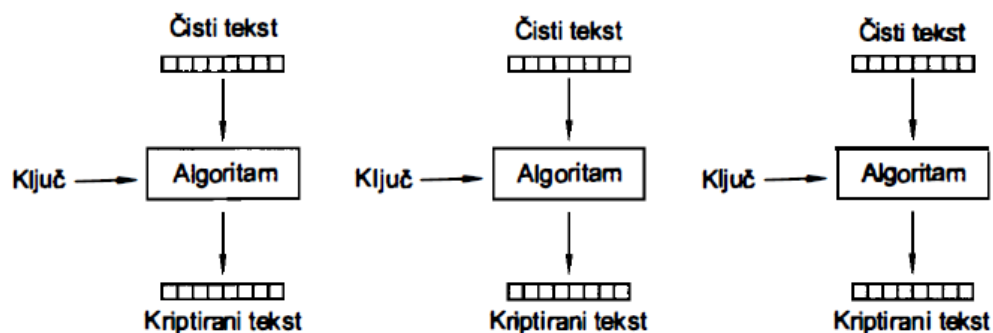 Čisti tekst Čisti tekst Čisti tekst
Ključ Algoritam Ključ Algoritam Ključ Algoritam
Kriptirani tekst Kriptirani tekst Kriptirani tekst